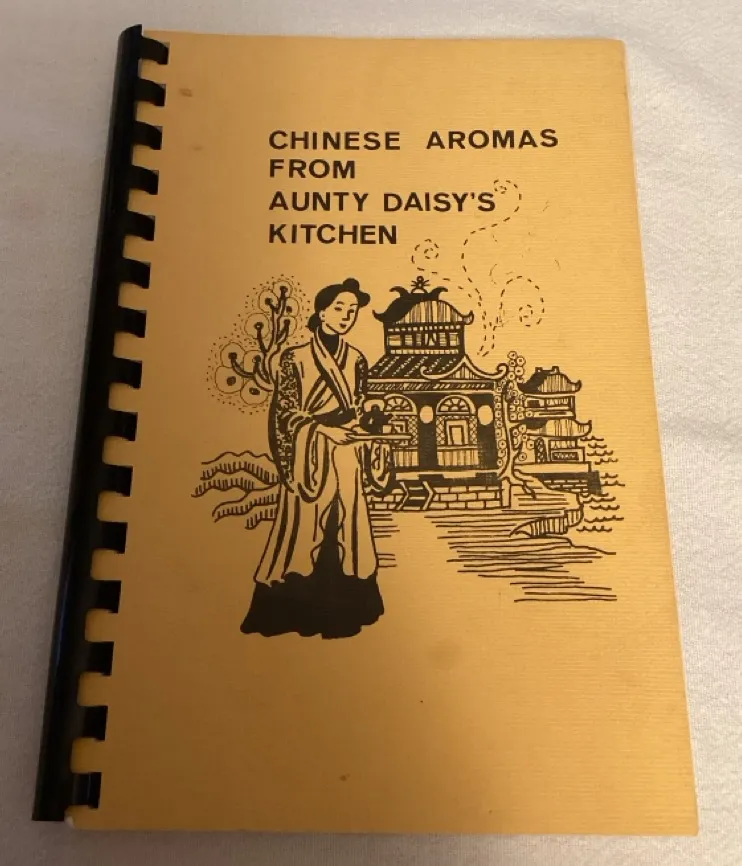 CHINESE AROMAS
FROM
AUNTY DAISY'S
KITCHEN